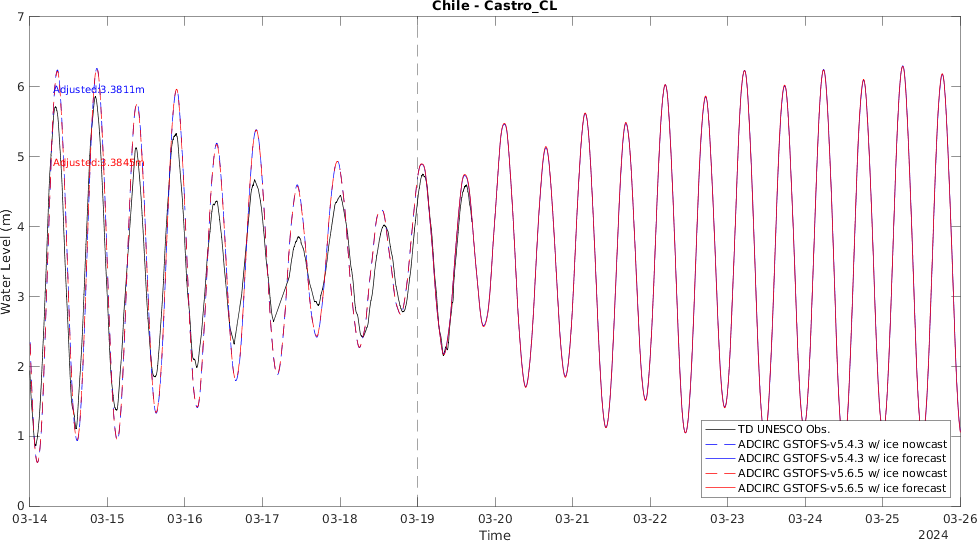 Chile - Castro_CL
7
6
5
4
3
2
1
0
Water Level (m)
Adjusted:3.3811m
Adjusted:3.3845m
TD UNESCO Obs.
ADCIRC GSTOFS-v5.4.3 w/ ice nowcast
ADCIRC GSTOFS-v5.4.3 w/ ice forecast
ADCIRC GSTOFS-v5.6.5 w/ ice nowcast
ADCIRC GSTOFS-v5.6.5 w/ ice forecast
03-14 03-15 03-16 03-17 03-18 03-19 03-20 03-21 03-22 03-23 03-24 03-25 03-26
Time
2024